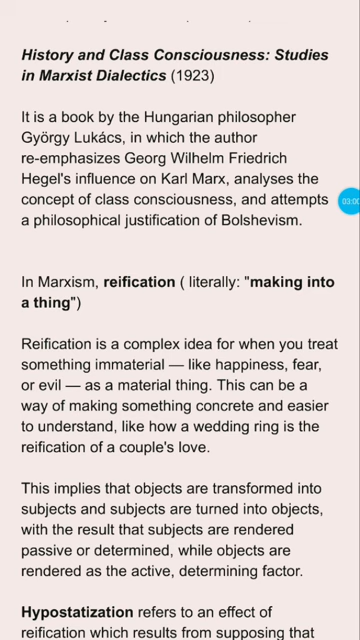 History and Class Consciousness: Studies
in Marxist Dialectics (1923)
It is a book by the Hungarian philosopher
György Lukács, in which the author
re-emphasizes Georg Wilhelm Friedrich
Hegel's influence on Karl Marx, analyses the
concept of class consciousness, and attempts
a philosophical justification of Bolshevism.
03:00
In Marxism, reification ( literally: "making into
a thing")
Reification is a complex idea for when you treat
something immaterial — like happiness, fear,
or evil — as a material thing. This can be a
way of making something concrete and easier
to understand, like how a wedding ring is the
reification of a couple's love.
This implies that objects are transformed into
subjects and subjects are turned into objects,
with the result that subjects are rendered
passive or determined, while objects are
rendered as the active, determining factor.
Hypostatization refers to an effect of
reification which results from supposing that